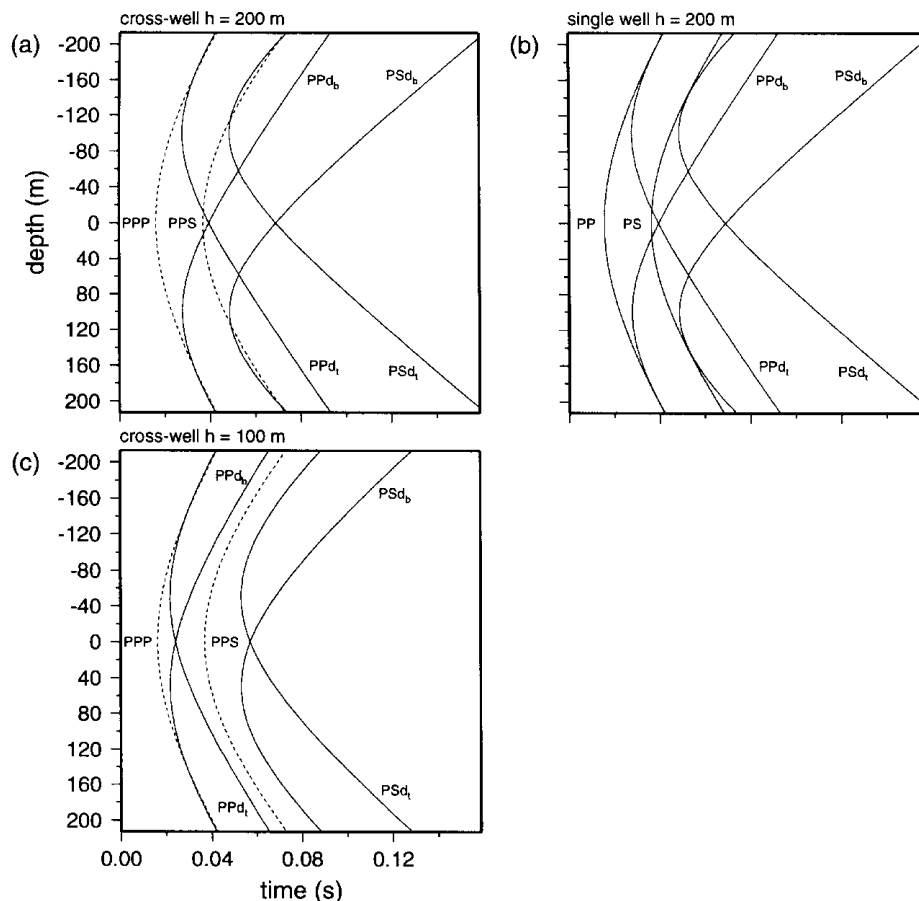 cross-well h = 200 m
(a)
-200
-160
-120
-80
-40
0
40
80
120
160
200
depth (m)
PPP
PPS
PPd_b
PSd_b
PPd_t
PSd_t
single well h = 200 m
(b)
PP
PS
PPd_b
PSd_b
PPd_t
PSd_t
cross-well h = 100 m
(c)
-200
-160
-120
-80
-40
0
40
80
120
160
200
PPd_b
PSd_b
PPP
PPS
PPd_t
PSd_t
0.00 0.04 0.08 0.12
time (s)